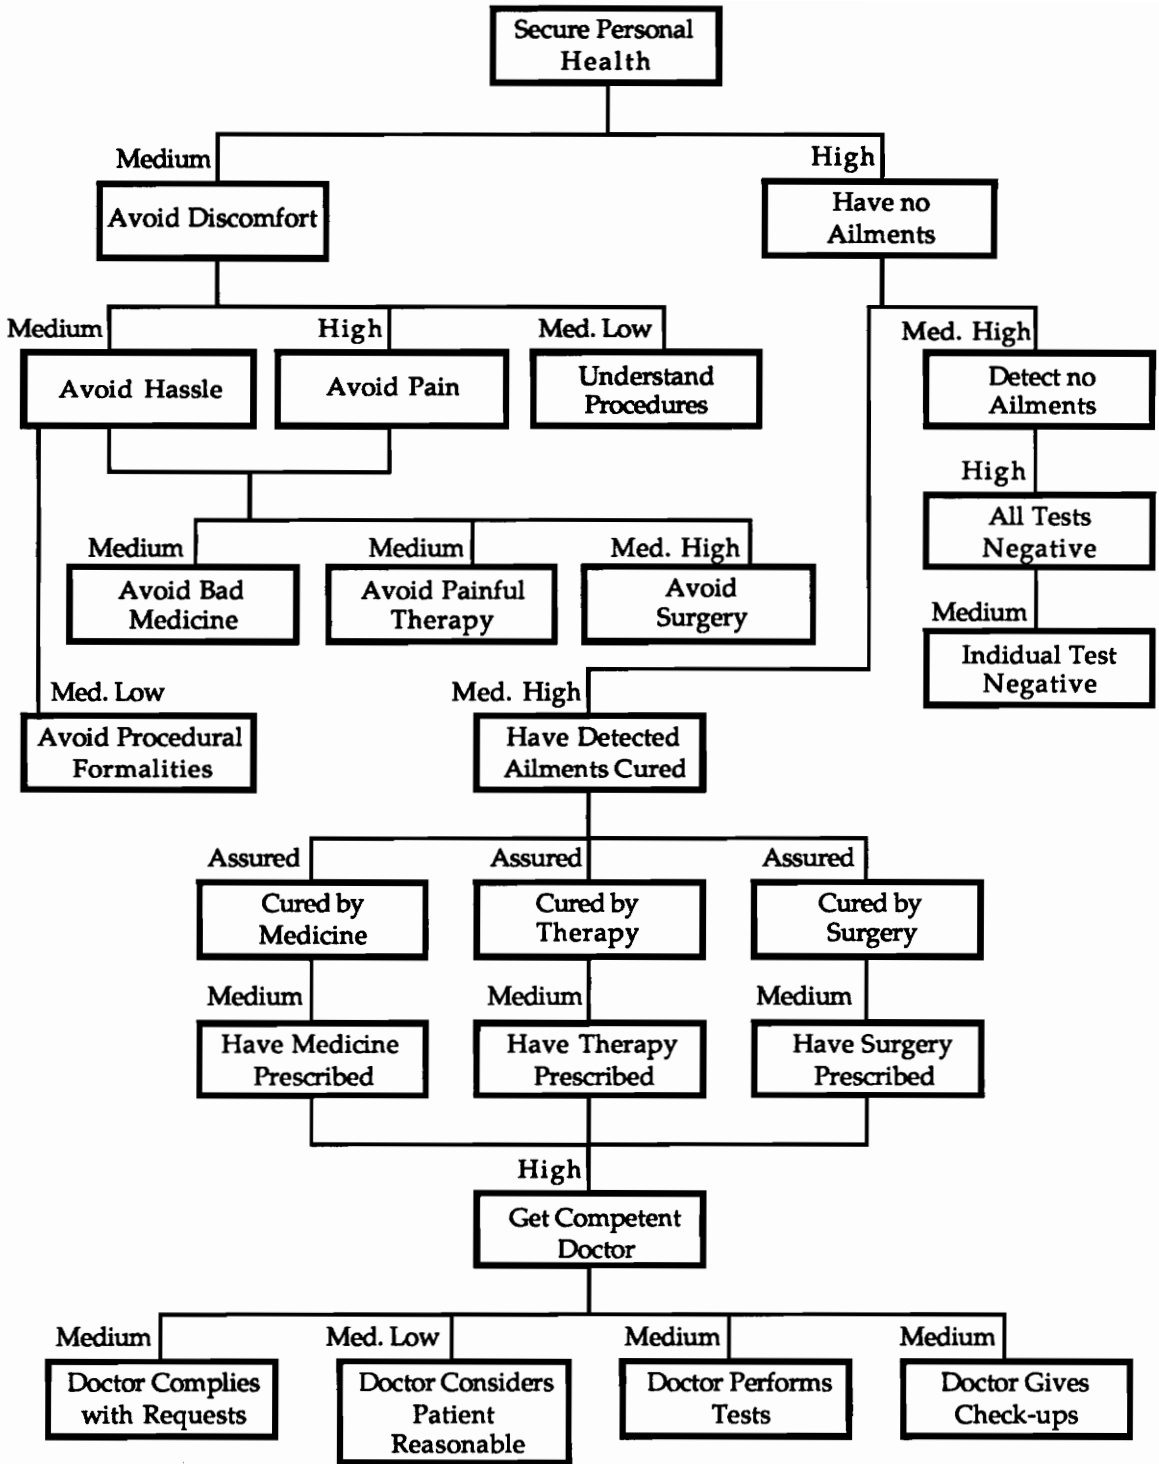 Secure Personal
Health
Medium
High
Avoid Discomfort
Have no
Ailments
Medium
High
Med. Low
Med. High
Avoid Hassle
Avoid Pain
Understand
Procedures
Detect no
Ailments
High
All Tests
Negative
Medium
Medium
Med. High
Avoid Bad
Medicine
Avoid Painful
Therapy
Avoid
Surgery
Medium
Indidual Test
Negative
Med. Low
Med. High
Avoid Procedural
Formalities
Have Detected
Ailments Cured
Assured
Assured
Assured
Cured by
Medicine
Cured by
Therapy
Cured by
Surgery
Medium
Medium
Medium
Have Medicine
Prescribed
Have Therapy
Prescribed
Have Surgery
Prescribed
High
Get Competent
Doctor
Medium
Med. Low
Medium
Medium
Doctor Complies
with Requests
Doctor Considers
Patient
Reasonable
Doctor Performs
Tests
Doctor Gives
Check-ups